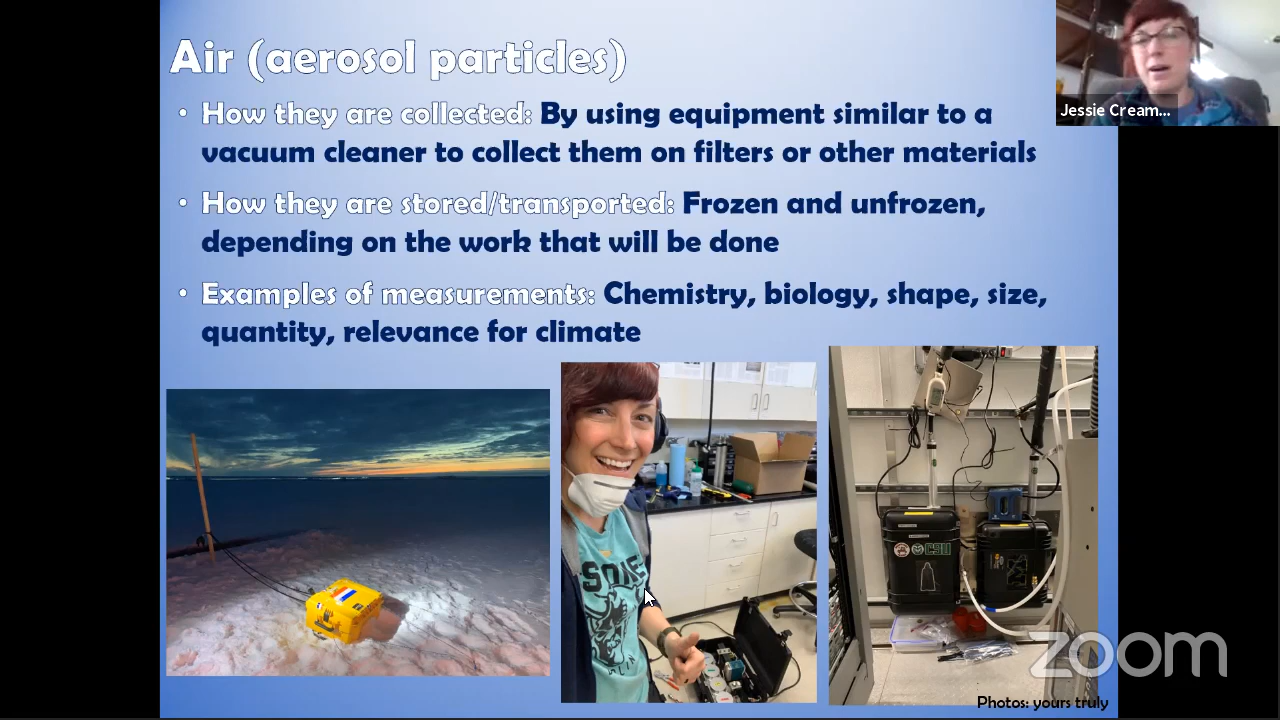 Air (aerosol particles)
Jessie Cream...
• How they are collected: By using equipment similar to a
vacuum cleaner to collect them on filters or other materials
• How they are stored/transported: Frozen and unfrozen,
depending on the work that will be done
• Examples of measurements: Chemistry, biology, shape, size,
quantity, relevance for climate
CSU
zoom
Photos: yours truly